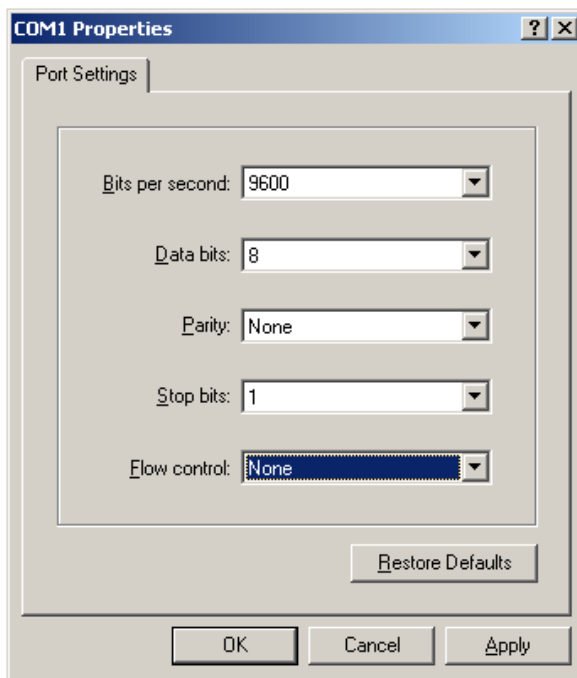 COM1 Properties
Port Settings
Bits per second: 9600
Data bits: 8
Parity: None
Stop bits: 1
Flow control: None
Restore Defaults
OK Cancel Apply